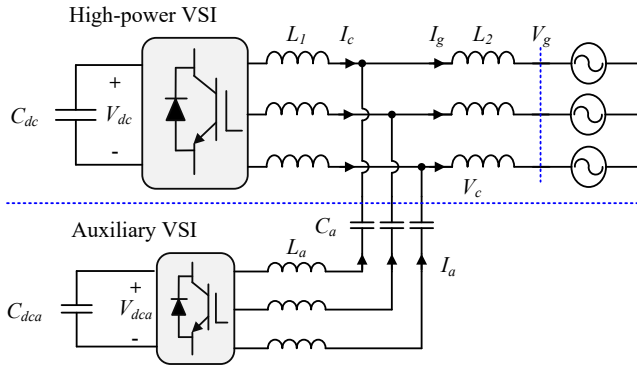 High-power VSI
L1 Ic Ig L2 Vg
+
Cdc Vdc
-
Vc
Auxiliary VSI
Ca
La
Ia
+
Cdca Vdca
-